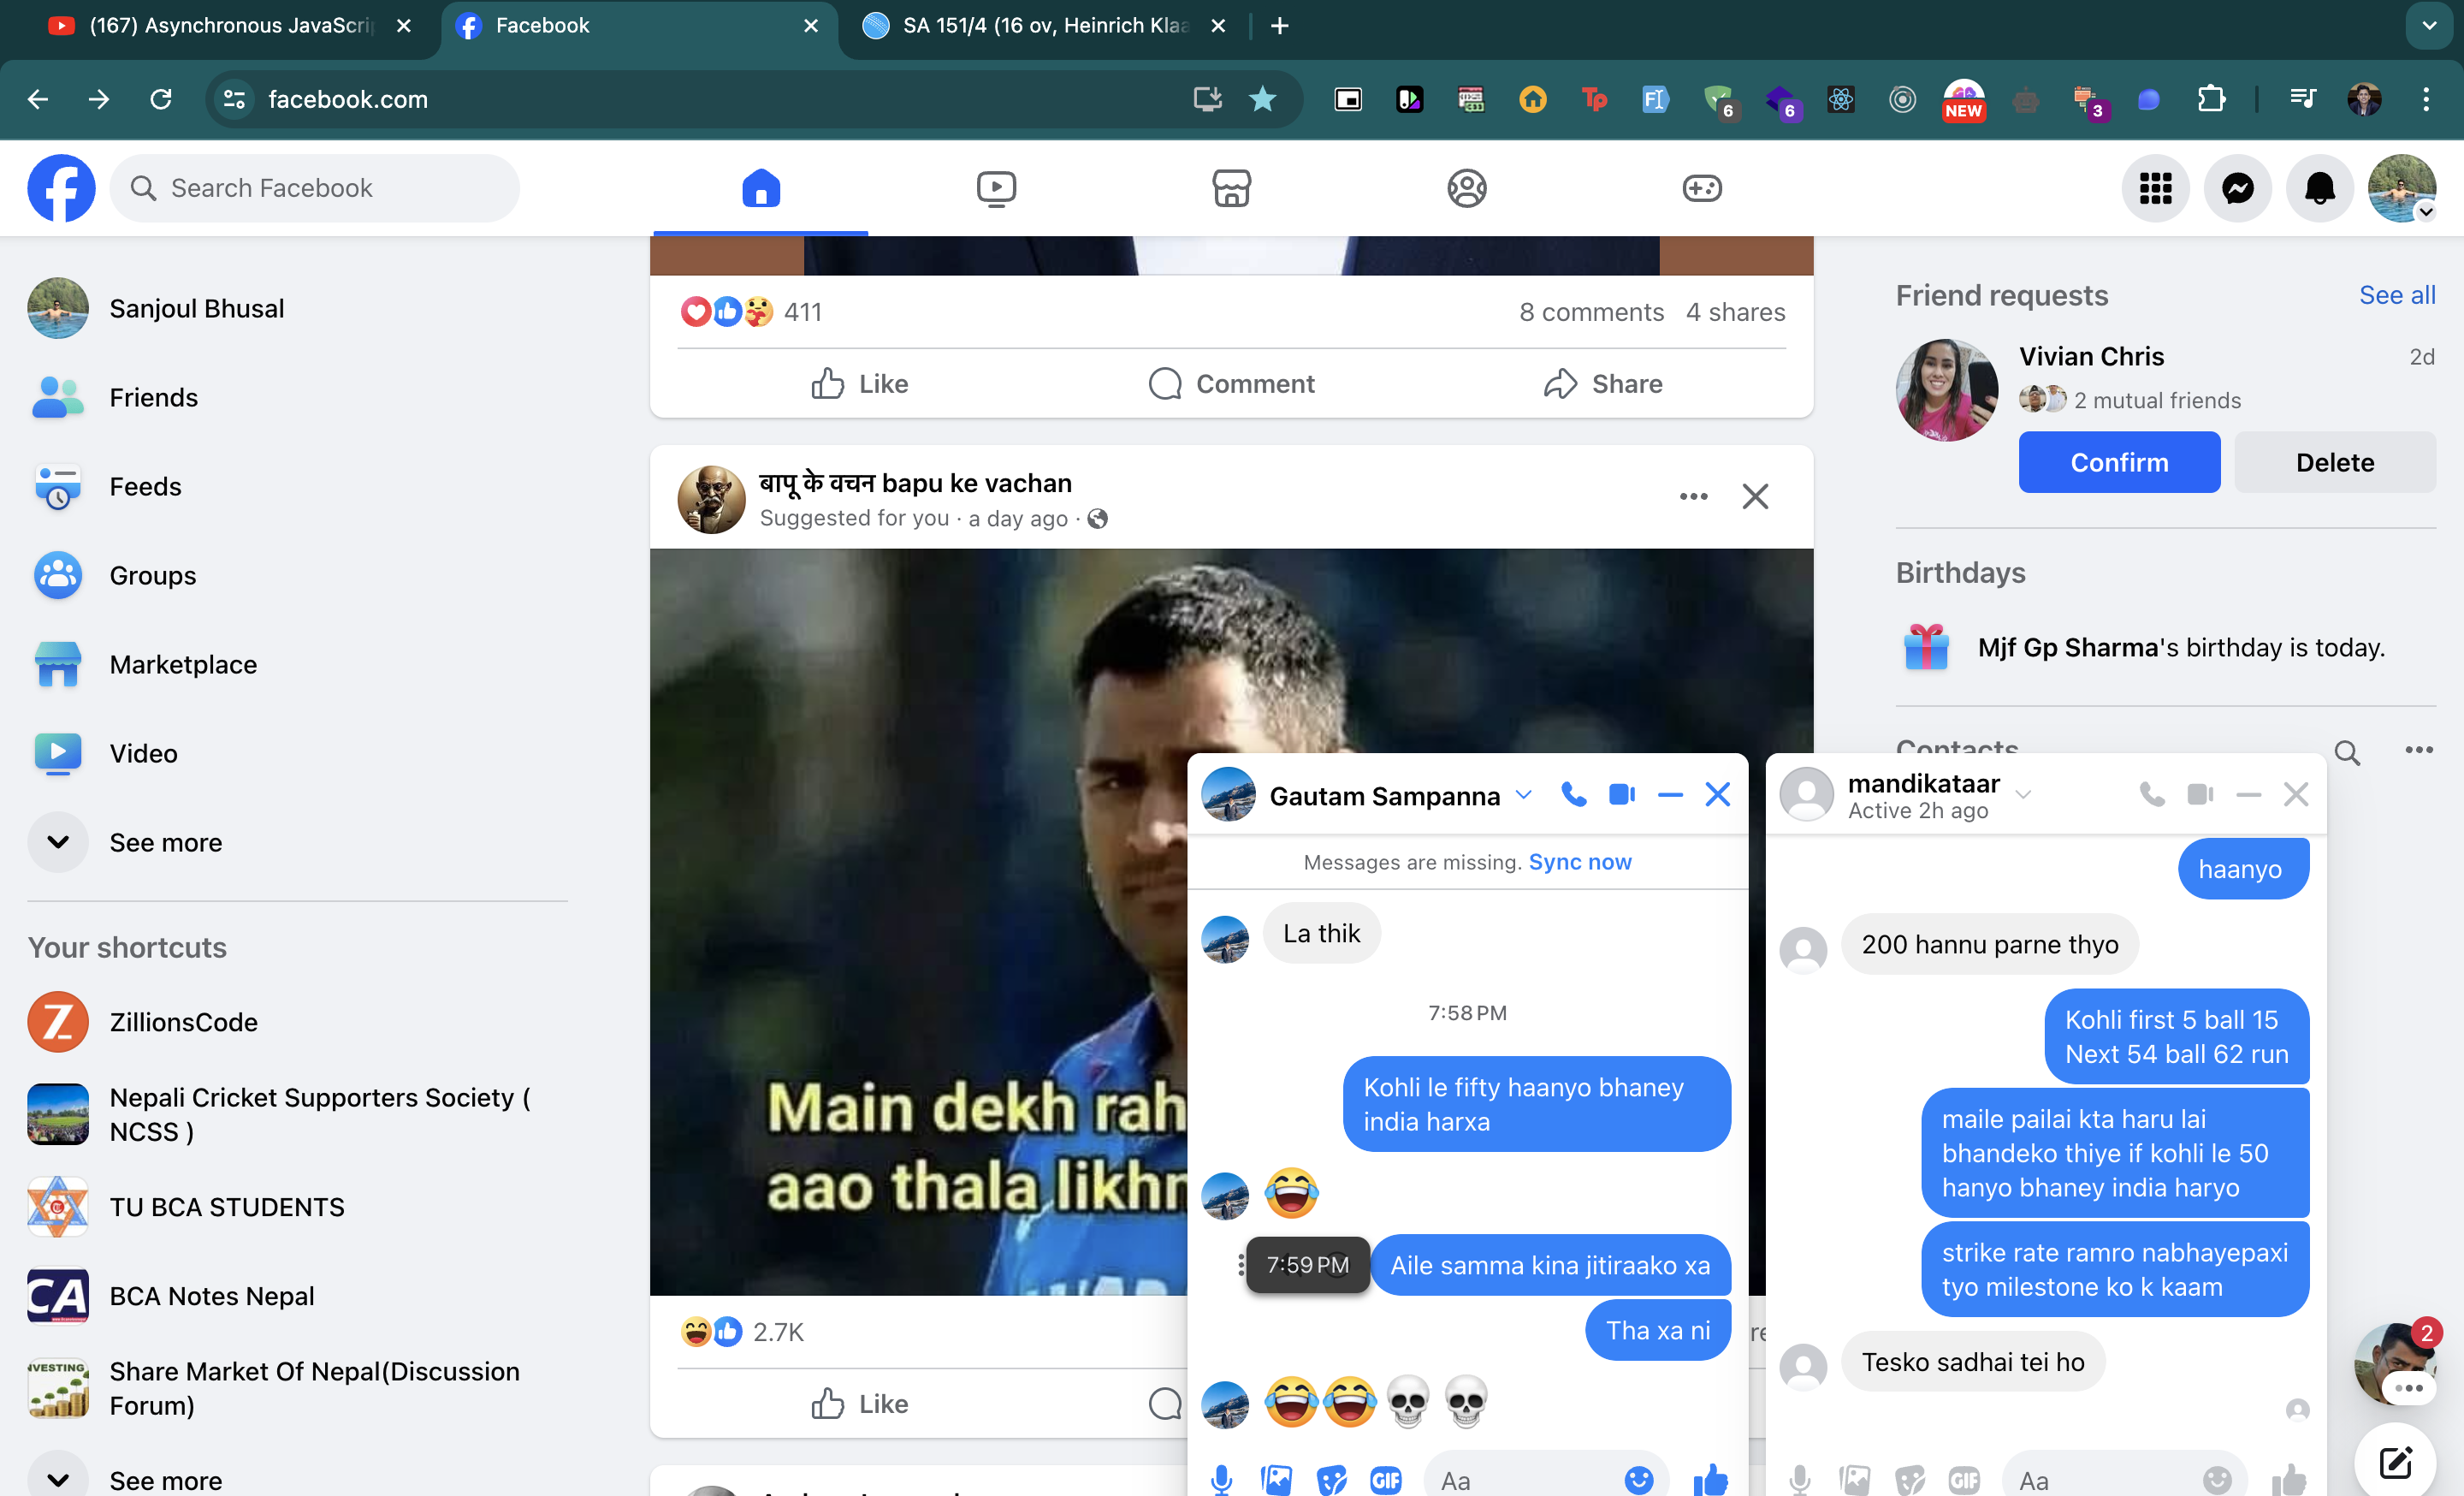 (167) Asynchronous JavaScri
Facebook
SA 151/4 (16 ov, Heinrich Klaa
facebook.com
Tp
6
6
NEW
3
Search Facebook
Sanjoul Bhusal
Friends
Feeds
Groups
Marketplace
Video
See more
Your shortcuts
ZillionsCode
Nepali Cricket Supporters Society (
NCSS )
TU BCA STUDENTS
CA
BCA Notes Nepal
Share Market Of Nepal(Discussion
Forum)
See more
411
8 comments 4 shares
Like
Comment
Share
बापू के वचन bapu ke vachan
Suggested for you · a day ago ·
Main dekh rah
aao thala likhn
2.7K
Like
Friend requests
See all
Vivian Chris
2d
2 mutual friends
Confirm
Delete
Birthdays
Mjf Gp Sharma's birthday is today.
Contacts
Gautam Sampanna
Messages are missing. Sync now
La thik
7:58 PM
Kohli le fifty haanyo bhaney
india harxa
7:59 PM
Aile samma kina jitiraako xa
Tha xa ni
GIF
Aa
mandikataar
Active 2h ago
haanyo
200 hannu parne thyo
Kohli first 5 ball 15
Next 54 ball 62 run
maile pailai kta haru lai
bhandeko thiye if kohli le 50
hanyo bhaney india haryo
strike rate ramro nabhayepaxi
tyo milestone ko k kaam
Tesko sadhai tei ho
GIF
Aa
2